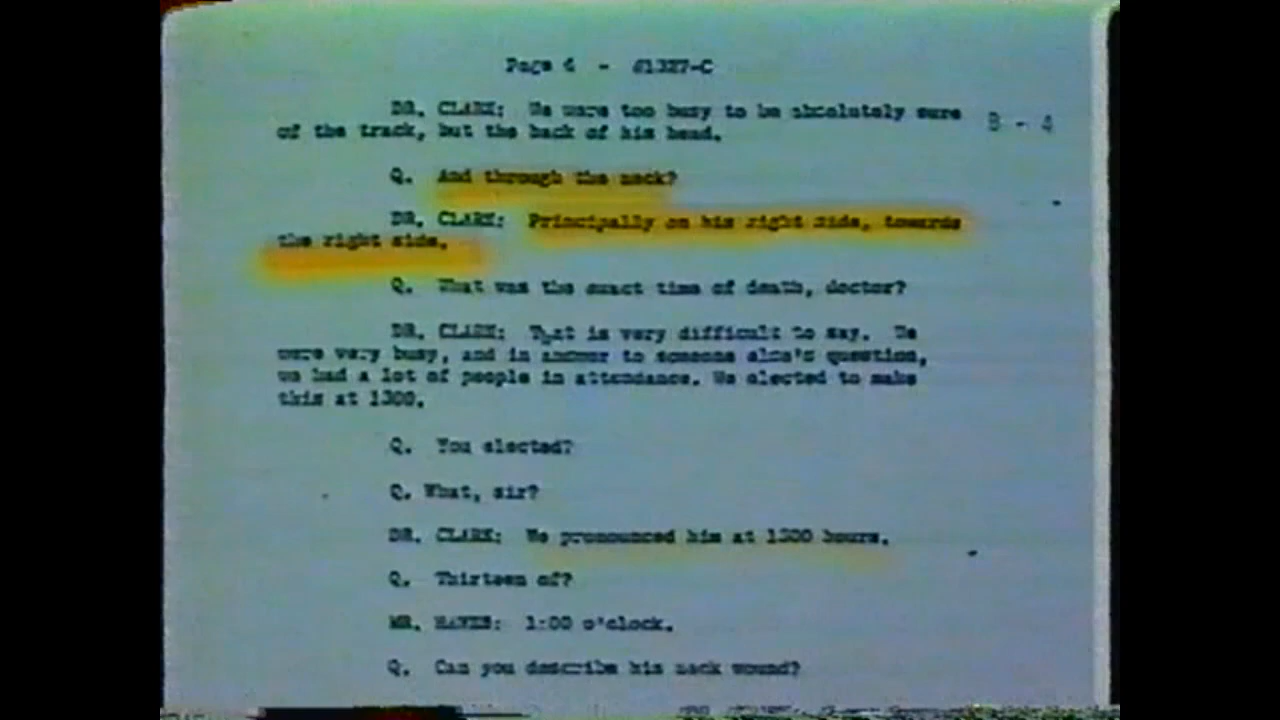 Page 4 - #1327-C
DR. CLARK: We were too busy to be absolutely sure
of the track, but the back of his head.
B - 4
Q. And through the neck?
DR. CLARK: Principally on his right side, towards
the right side.
Q. What was the exact time of death, doctor?
DR. CLARK: That is very difficult to say. We
were very busy, and in answer to someone else's question,
we had a lot of people in attendance. We elected to make
this at 1300.
Q. You elected?
Q. What, sir?
DR. CLARK: We pronounced him at 1300 hours.
Q. Thirteen of?
MR. HAWKS: 1:00 o'clock.
Q. Can you describe his neck wound?